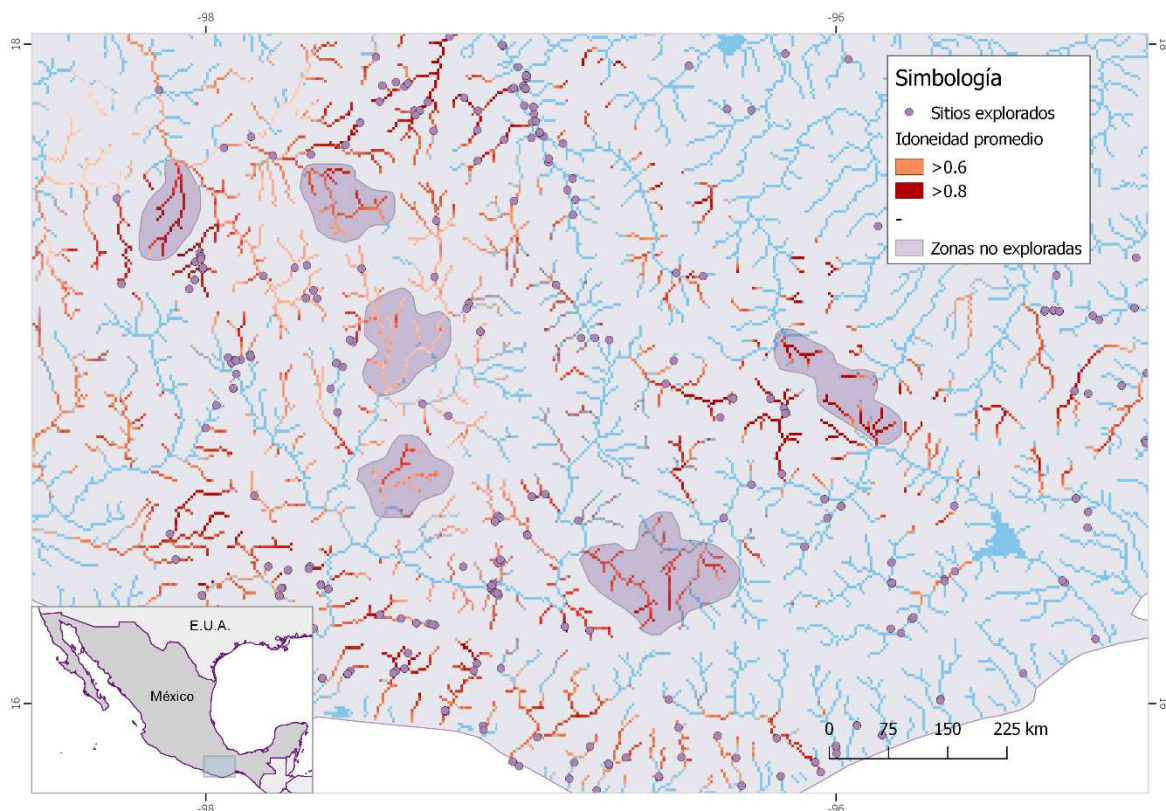 -98
-96
18
18
Simbología
Sitios explorados
Idoneidad promedio
>0.6
>0.8
-
Zonas no exploradas
E.U.A.
México
16
16
0 75 150 225 km
-98
-96